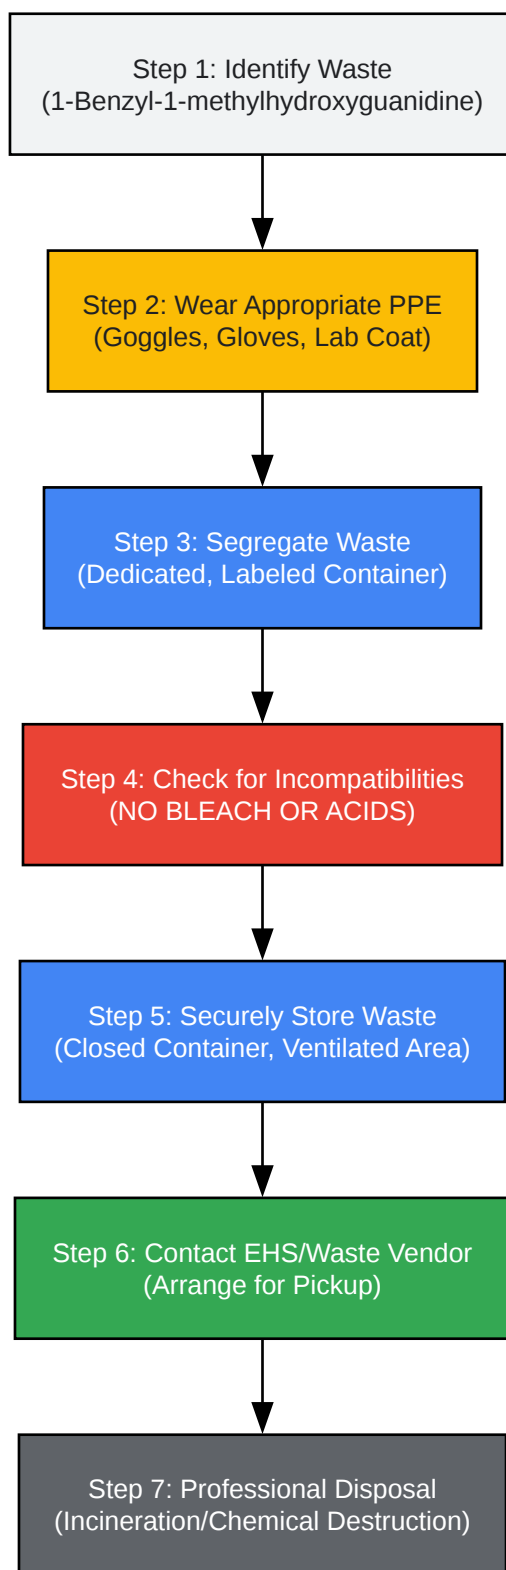 Step 1: Identify Waste
(1-Benzyl-1-methylhydroxyguanidine)
Step 2: Wear Appropriate PPE
(Goggles, Gloves, Lab Coat)
Step 3: Segregate Waste
(Dedicated, Labeled Container)
Step 4: Check for Incompatibilities
(NO BLEACH OR ACIDS)
Step 5: Securely Store Waste
(Closed Container, Ventilated Area)
Step 6: Contact EHS/Waste Vendor
(Arrange for Pickup)
Step 7: Professional Disposal
(Incineration/Chemical Destruction)